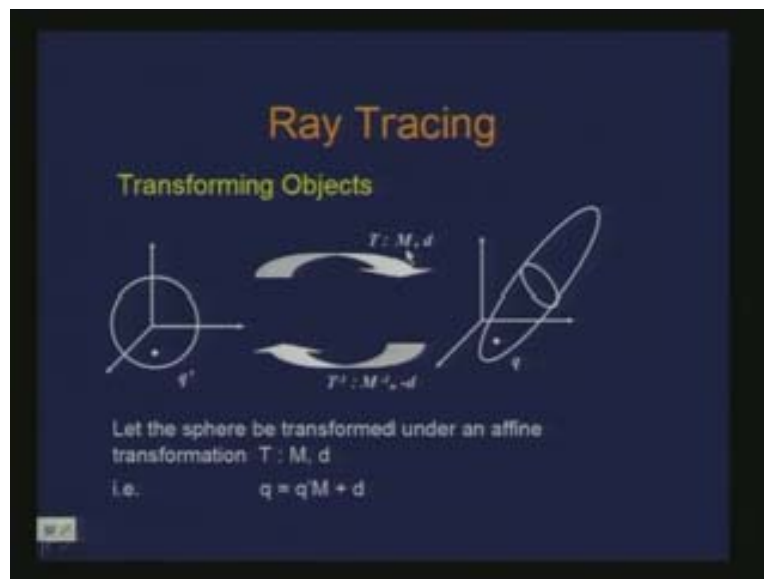 Ray Tracing
Transforming Objects
T : M, d
q'
q
T⁻¹ : M⁻¹, -d
Let the sphere be transformed under an affine
transformation T : M, d
i.e. q = q'M + d